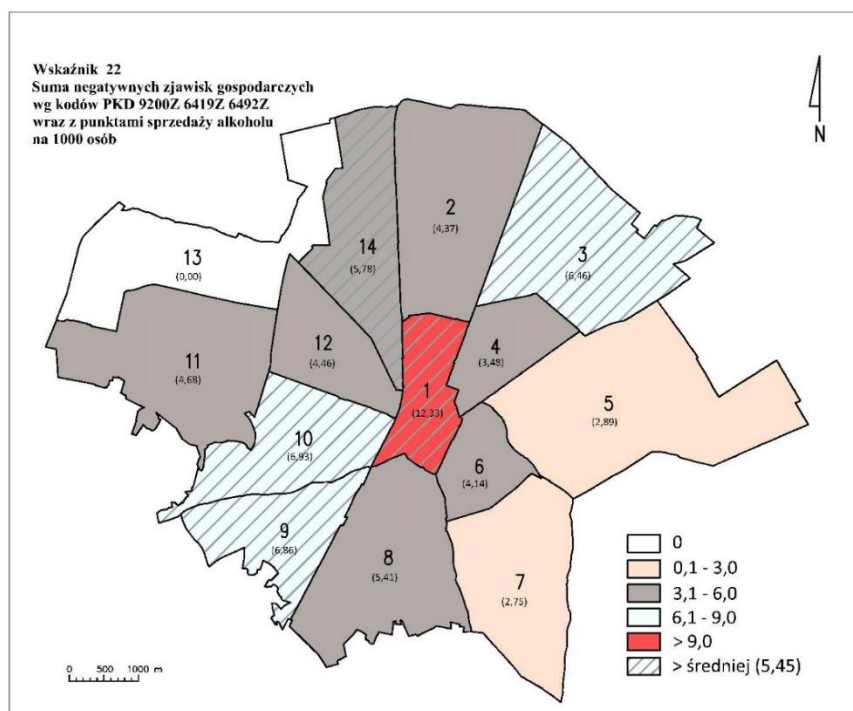 Wskaźnik 22
Suma negatywnych zjawisk gospodarczych
wg kodów PKD 9200Z 6419Z 6492Z
wraz z punktami sprzedaży alkoholu
na 1000 osób
N
2
(4,37)
3
(6,46)
14
(5,78)
13
(0,00)
12
(4,46)
4
(3,48)
11
(4,68)
1
(12,33)
5
(2,89)
10
(6,93)
6
(4,14)
9
(6,86)
8
(5,41)
7
(2,75)
0
0,1 - 3,0
3,1 - 6,0
6,1 - 9,0
> 9,0
> średniej (5,45)
0 500 1000 m